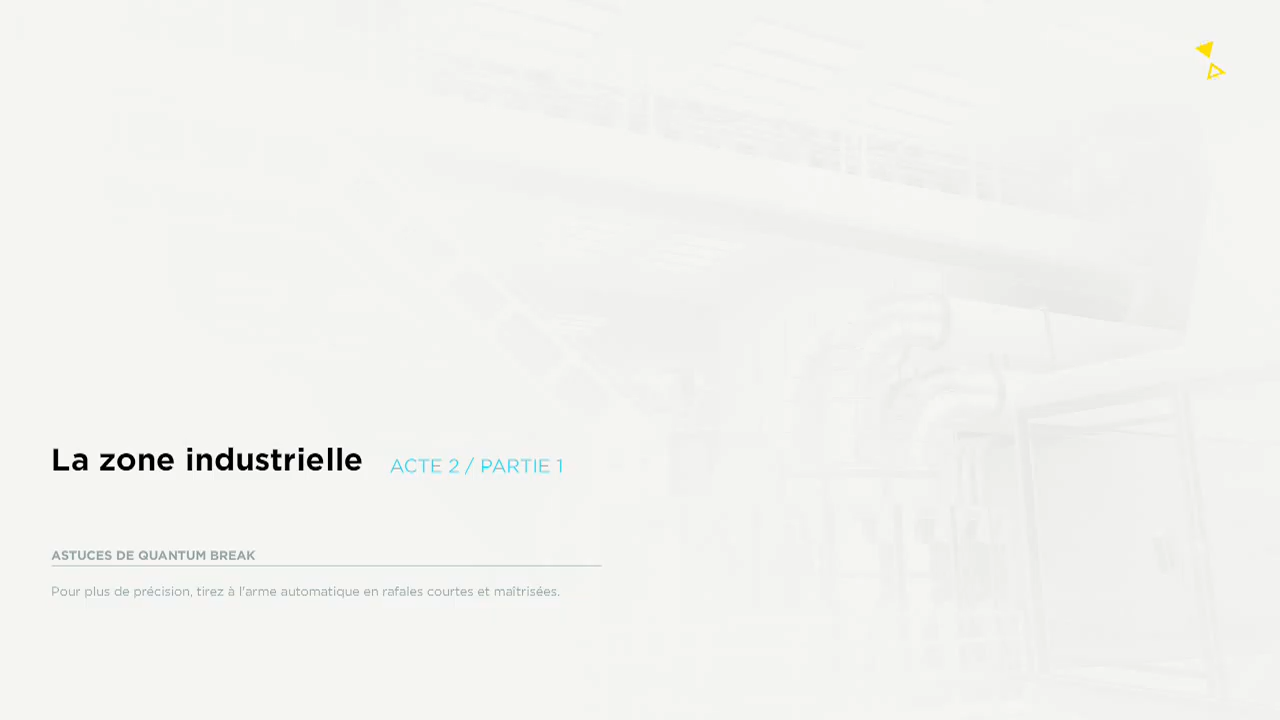 La zone industrielle ACTE 2 / PARTIE 1
ASTUCES DE QUANTUM BREAK
Pour plus de précision, tirez à l'arme automatique en rafales courtes et maîtrisées.